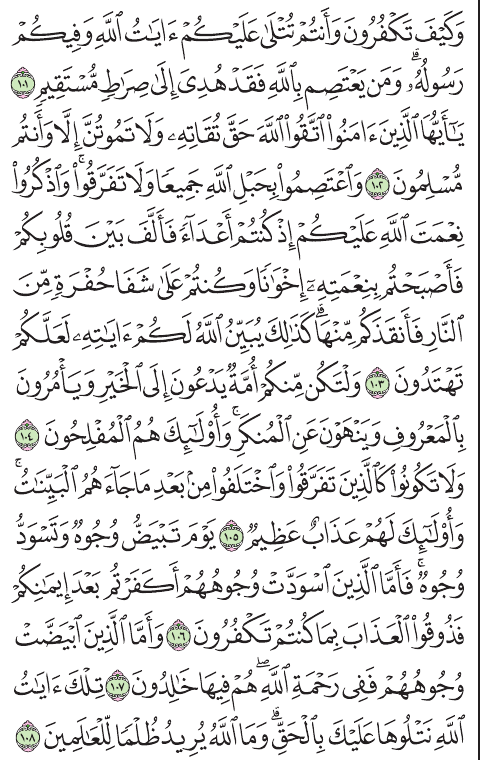 وَكَيۡفَ تَكۡفُرُونَ وَأَنتُمۡ تُتۡلَىٰ عَلَيۡكُمۡ ءَايَٰتُ ٱللَّهِ وَفِيكُمۡ
رَسُولُهُۥۗ وَمَن يَعۡتَصِم بِٱللَّهِ فَقَدۡ هُدِيَ إِلَىٰ صِرَٰطٖ مُّسۡتَقِيمٖ ١٠١
يَٰٓأَيُّهَا ٱلَّذِينَ ءَامَنُواْ ٱتَّقُواْ ٱللَّهَ حَقَّ تُقَاتِهِۦ وَلَا تَمُوتُنَّ إِلَّا وَأَنتُم
مُّسۡلِمُونَ ١٠٢ وَٱعۡتَصِمُواْ بِحَبۡلِ ٱللَّهِ جَمِيعٗا وَلَا تَفَرَّقُواْۚ وَٱذۡكُرُواْ
نِعۡمَتَ ٱللَّهِ عَلَيۡكُمۡ إِذۡ كُنتُمۡ أَعۡدَآءٗ فَأَلَّفَ بَيۡنَ قُلُوبِكُمۡ
فَأَصۡبَحۡتُم بِنِعۡمَتِهِۦٓ إِخۡوَٰنٗا وَكُنتُمۡ عَلَىٰ شَفَا حُفۡرَةٖ مِّنَ
ٱلنَّارِ فَأَنقَذَكُم مِّنۡهَاۗ كَذَٰلِكَ يُبَيِّنُ ٱللَّهُ لَكُمۡ ءَايَٰتِهِۦ لَعَلَّكُمۡ
تَهۡتَدُونَ ١٠٣ وَلۡتَكُن مِّنكُمۡ أُمَّةٞ يَدۡعُونَ إِلَى ٱلۡخَيۡرِ وَيَأۡمُرُونَ
بِٱلۡمَعۡرُوفِ وَيَنۡهَوۡنَ عَنِ ٱلۡمُنكَرِۚ وَأُوْلَٰٓئِكَ هُمُ ٱلۡمُفۡلِحُونَ ١٠٤
وَلَا تَكُونُواْ كَٱلَّذِينَ تَفَرَّقُواْ وَٱخۡتَلَفُواْ مِنۢ بَعۡدِ مَا جَآءَهُمُ ٱلۡبَيِّنَٰتُۚ
وَأُوْلَٰٓئِكَ لَهُمۡ عَذَابٌ عَظِيمٞ ١٠٥ يَوۡمَ تَبۡيَضُّ وُجُوهٞ وَتَسۡوَدُّ
وُجُوهٞۚ فَأَمَّا ٱلَّذِينَ ٱسۡوَدَّتۡ وُجُوهُهُمۡ أَكَفَرۡتُم بَعۡدَ إِيمَٰنِكُمۡ
فَذُوقُواْ ٱلۡعَذَابَ بِمَا كُنتُمۡ تَكۡفُرُونَ ١٠٦ وَأَمَّا ٱلَّذِينَ ٱبۡيَضَّتۡ
وُجُوهُهُمۡ فَفِي رَحۡمَةِ ٱللَّهِۖ هُمۡ فِيهَا خَٰلِدُونَ ١٠٧ تِلۡكَ ءَايَٰتُ
ٱللَّهِ نَتۡلُوهَا عَلَيۡكَ بِٱلۡحَقِّۗ وَمَا ٱللَّهُ يُرِيدُ ظُلۡمٗا لِّلۡعَٰلَمِينَ ١٠٨